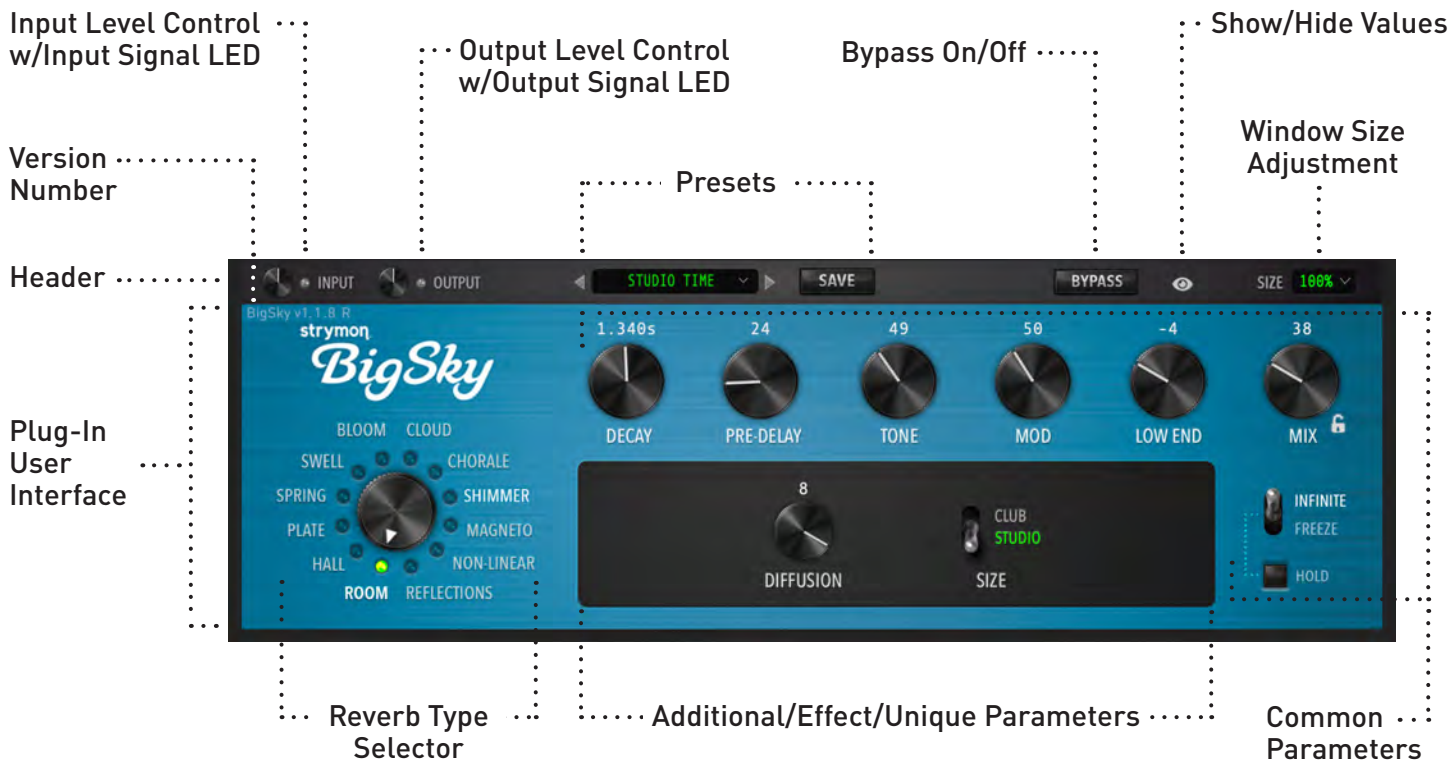 Input Level Control
w/Input Signal LED
Output Level Control
w/Output Signal LED
Bypass On/Off
Show/Hide Values
Version
Number
Presets
Window Size
Adjustment
Header
INPUT
OUTPUT
STUDIO TIME
SAVE
BYPASS
SIZE 100%
BigSky v1.1.8 R
strymon
BigSky
1.340s
24
49
50
-4
38
DECAY
PRE-DELAY
TONE
MOD
LOW END
MIX
Plug-In
User
Interface
BLOOM
CLOUD
SWELL
CHORALE
SPRING
SHIMMER
PLATE
MAGNETO
HALL
NON-LINEAR
ROOM
REFLECTIONS
8
DIFFUSION
CLUB
STUDIO
SIZE
INFINITE
FREEZE
HOLD
Reverb Type
Selector
Additional/Effect/Unique Parameters
Common
Parameters